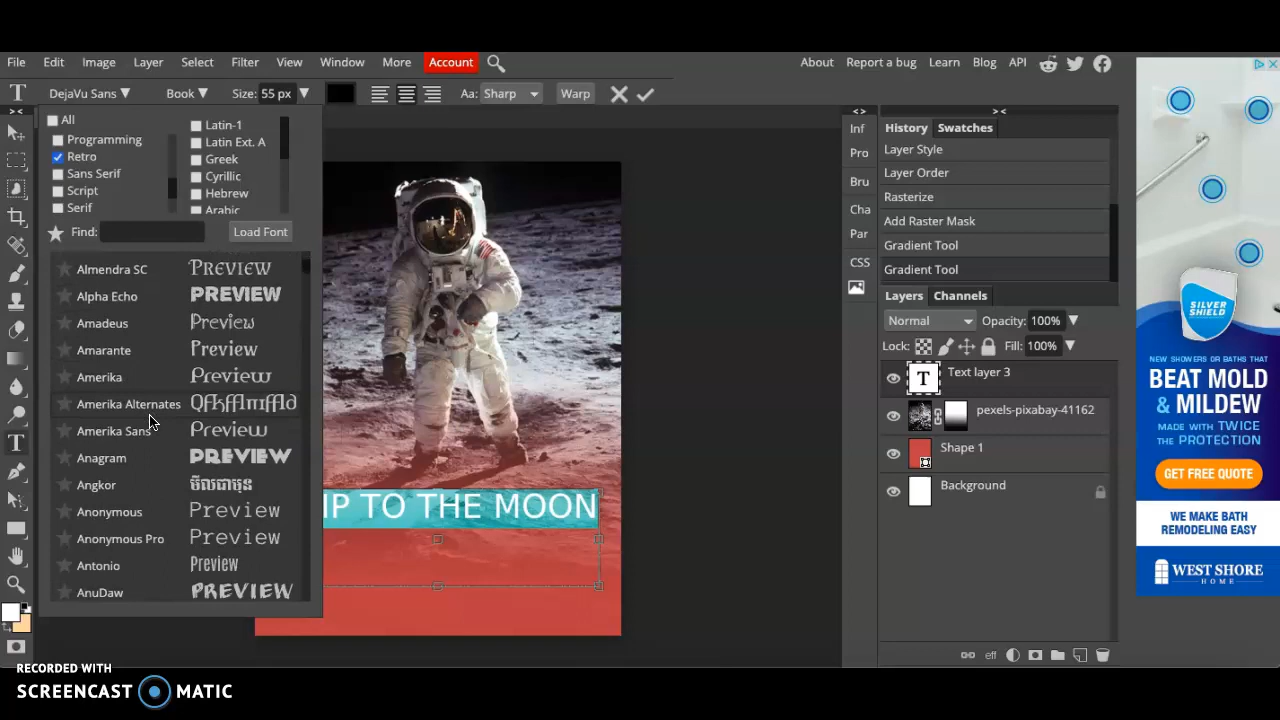 File Edit Image Layer Select Filter View Window More Account About Report a bug Learn Blog API
T DejaVu Sans ▼ Book ▼ Size: 55 px ▼ Aa: Sharp Warp
All
Programming
Retro
Sans Serif
Script
Serif
Latin-1
Latin Ext. A
Greek
Cyrillic
Hebrew
Arabic
Find: Load Font
Almendra SC PREVIEW
Alpha Echo PREVIEW
Amadeus Preview
Amarante Preview
Amerika Preview
Amerika Alternates
Amerika Sans Preview
Anagram PREVIEW
Angkor
Anonymous Preview
Anonymous Pro Preview
Antonio Preview
AnuDaw PREVIEW
IP TO THE MOON
Inf
Pro
Bru
Cha
Par
CSS
History Swatches
Layer Style
Layer Order
Rasterize
Add Raster Mask
Gradient Tool
Gradient Tool
Layers Channels
Normal Opacity: 100% ▼
Lock: Fill: 100% ▼
T Text layer 3
pexels-pixabay-41162
Shape 1
Background
eff
SILVER
SHIELD
NEW SHOWERS OR BATHS THAT
BEAT MOLD
& MILDEW
MADE WITH TWICE
THE PROTECTION
GET FREE QUOTE
WE MAKE BATH
REMODELING EASY
WEST SHORE
HOME
RECORDED WITH
SCREENCAST MATIC